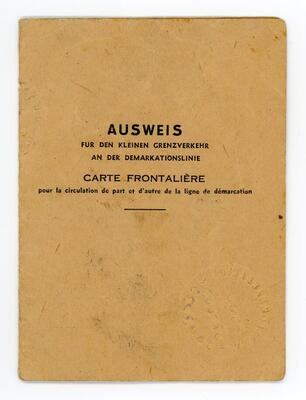 AUSWEIS
FUR DEN KLEINEN GRENZVERKEHR
AN DER DEMARKATIONSLINIE
CARTE FRONTALIÈRE
pour la circulation de part et d'autre de la ligne de démarcation